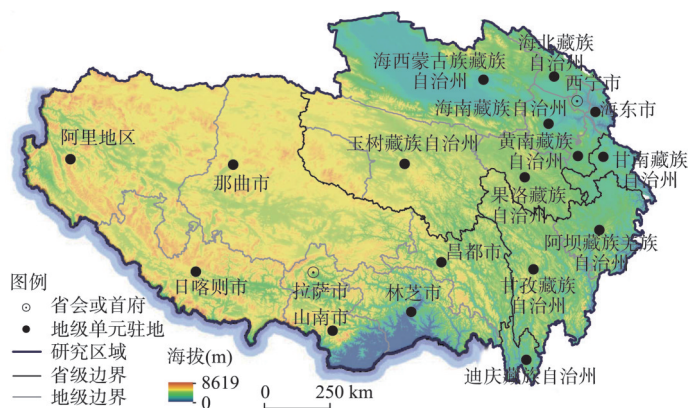 海北藏族
自治州
海西蒙古族藏族
自治州
西宁市
海南藏族自治州
海东市
阿里地区
玉树藏族自治州
黄南藏族
自治州
甘南藏族
自治州
那曲市
果洛藏族
自治州
昌都市
阿坝藏族羌族
自治州
日喀则市
拉萨市
林芝市
甘孜藏族
自治州
山南市
迪庆藏族自治州
图例
省会或首府
地级单元驻地
研究区域
省级边界
地级边界
海拔(m)
8619
0
0 250 km